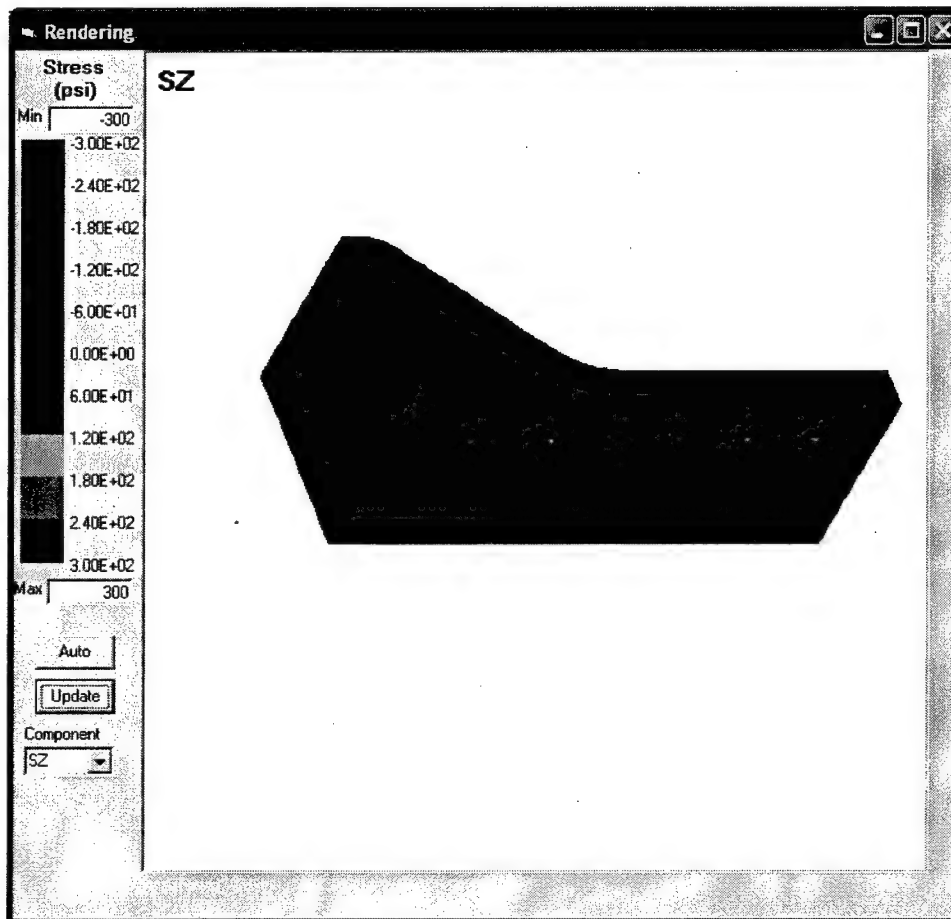 Rendering
Stress
(psi)
Min -300
-3.00E+02
-2.40E+02
-1.80E+02
-1.20E+02
-6.00E+01
0.00E+00
6.00E+01
1.20E+02
1.80E+02
2.40E+02
3.00E+02
Max 300
Auto
Update
Component
SZ
SZ